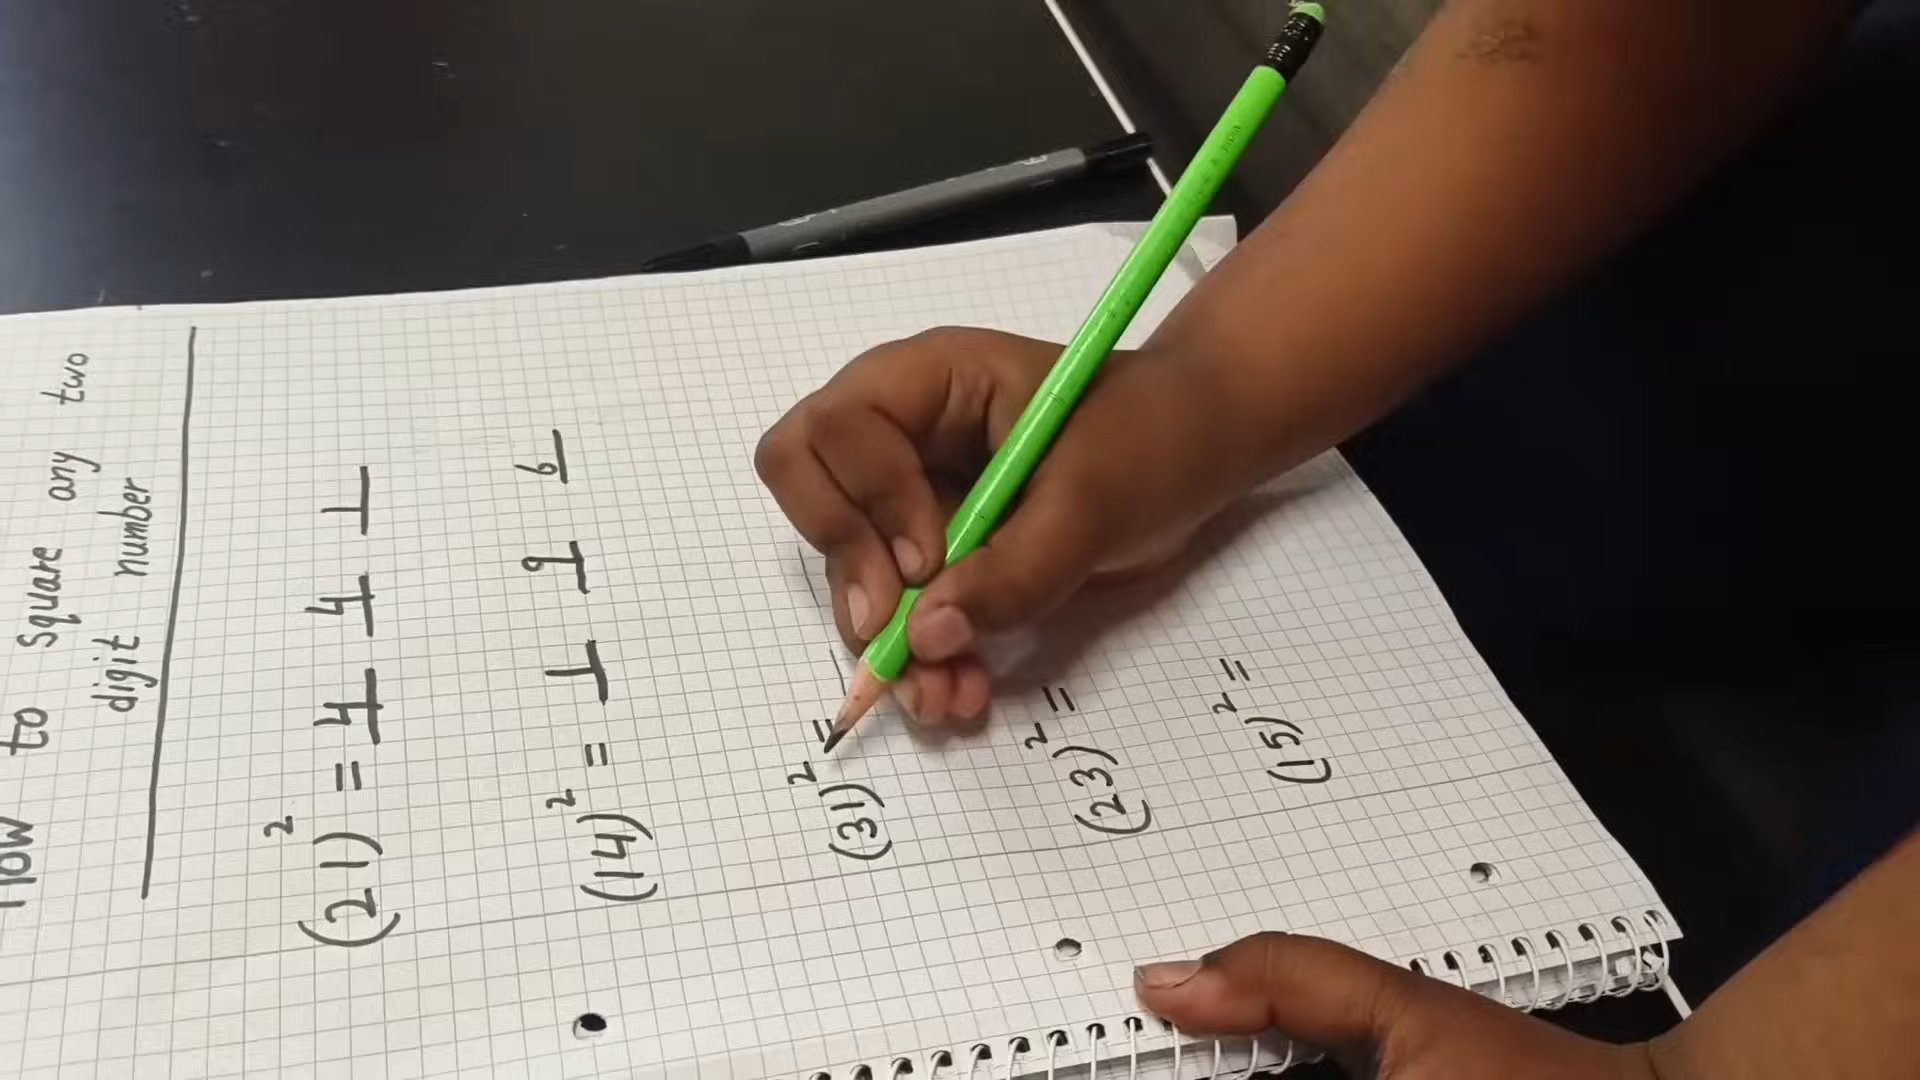 How to square any two
digit number
(21)² = 4 4 1
(14)² = 1 9 6
(31)² =
(23)² =
(15)² =